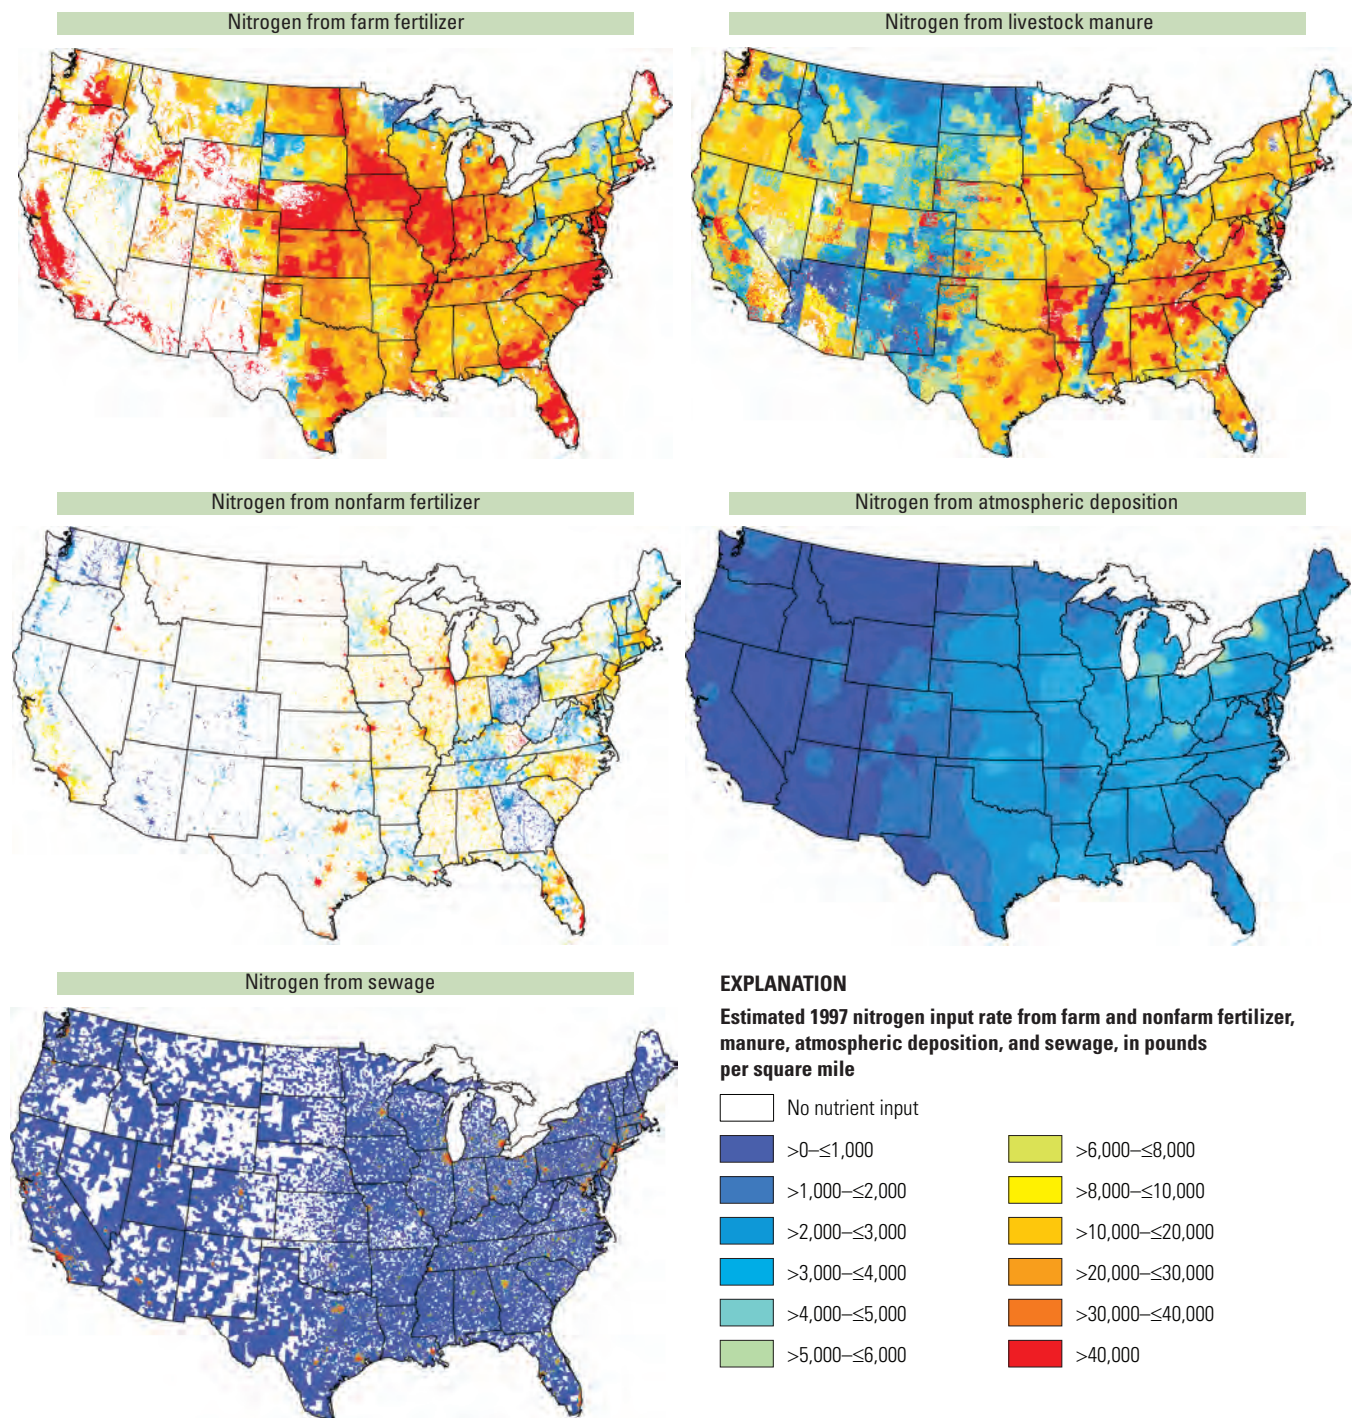 Nitrogen from farm fertilizer
Nitrogen from livestock manure
Nitrogen from nonfarm fertilizer
Nitrogen from atmospheric deposition
Nitrogen from sewage
EXPLANATION
Estimated 1997 nitrogen input rate from farm and nonfarm fertilizer,
manure, atmospheric deposition, and sewage, in pounds
per square mile
No nutrient input
>0–≤1,000
>1,000–≤2,000
>2,000–≤3,000
>3,000–≤4,000
>4,000–≤5,000
>5,000–≤6,000
>6,000–≤8,000
>8,000–≤10,000
>10,000–≤20,000
>20,000–≤30,000
>30,000–≤40,000
>40,000